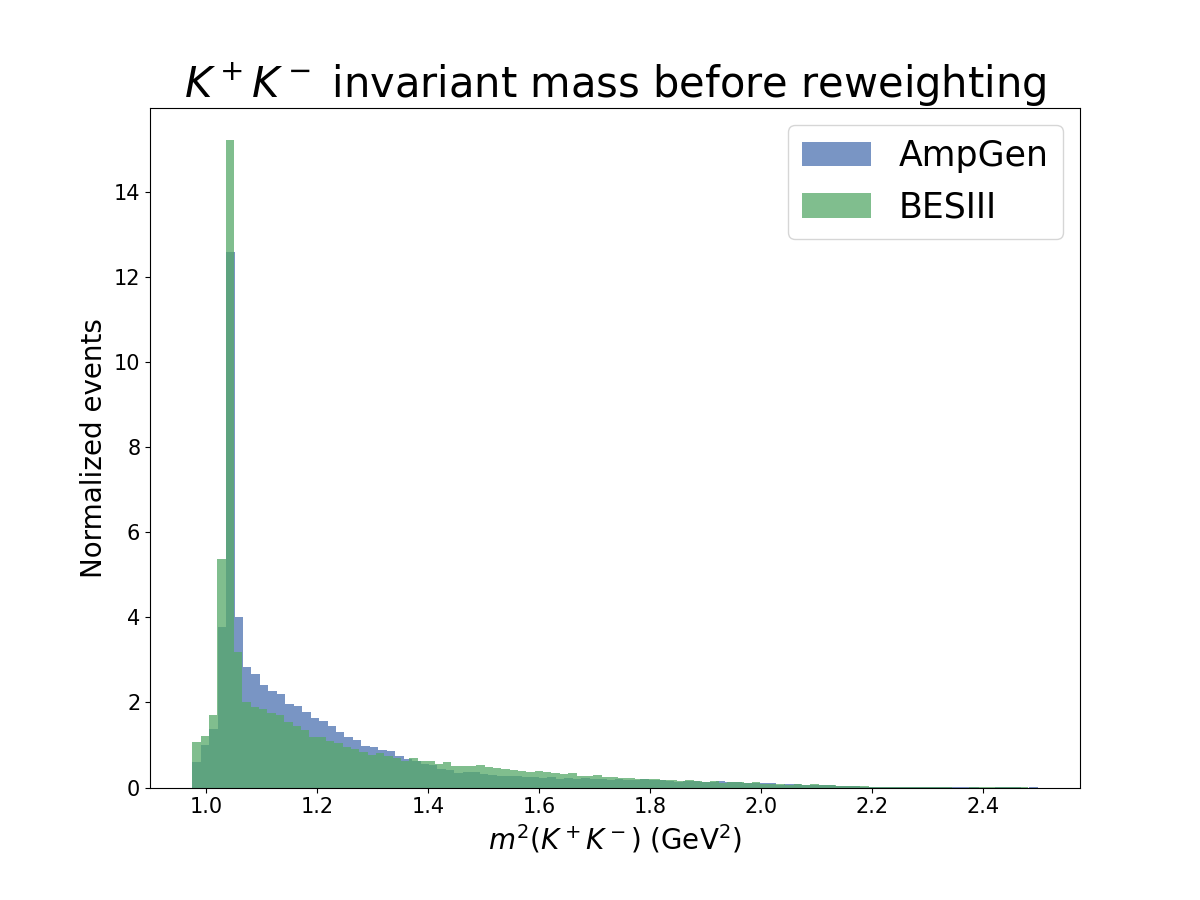 K⁺K⁻ invariant mass before reweighting
AmpGen
BESIII
Normalized events
14
12
10
8
6
4
2
0
1.0 1.2 1.4 1.6 1.8 2.0 2.2 2.4
m²(K⁺K⁻) (GeV²)